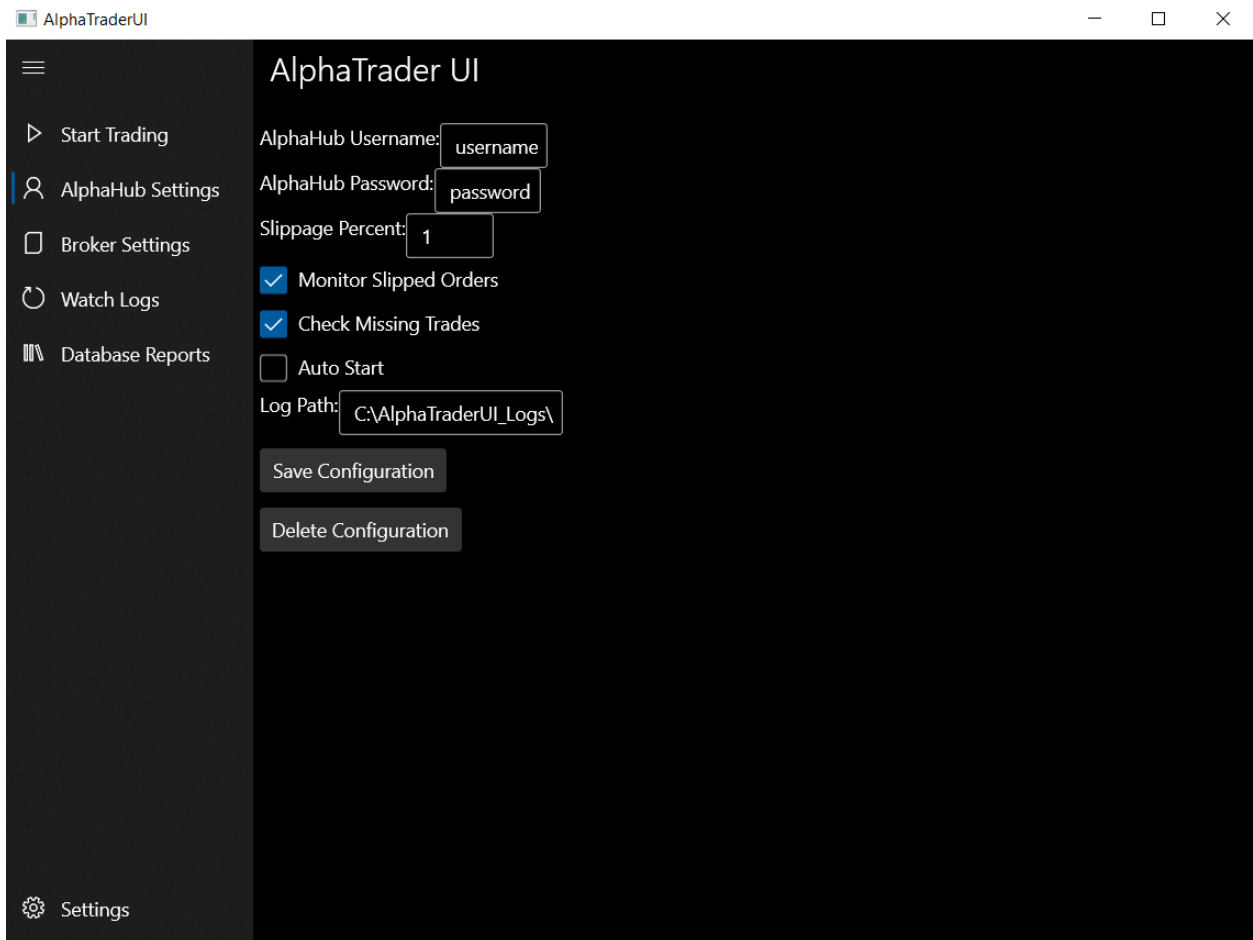 AlphaTraderUI
AlphaTrader UI
Start Trading
AlphaHub Settings
Broker Settings
Watch Logs
Database Reports
Settings
AlphaHub Username: username
AlphaHub Password: password
Slippage Percent: 1
Monitor Slipped Orders
Check Missing Trades
Auto Start
Log Path: C:\AlphaTraderUI_Logs\
Save Configuration
Delete Configuration